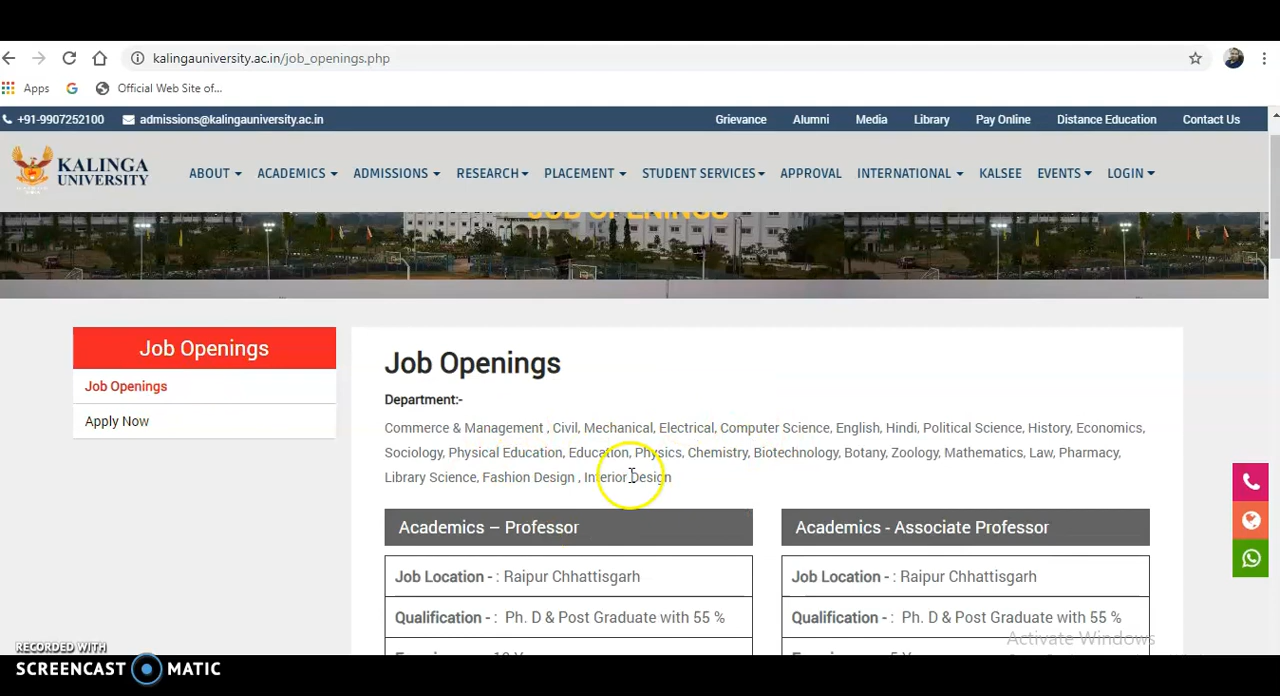 kalingauniversity.ac.in/job_openings.php
Apps
Official Web Site of...
+91-9907252100
admissions@kalingauniversity.ac.in
Grievance
Alumni
Media
Library
Pay Online
Distance Education
Contact Us
KALINGA
UNIVERSITY
ABOUT
ACADEMICS
ADMISSIONS
RESEARCH
PLACEMENT
STUDENT SERVICES
APPROVAL
INTERNATIONAL
KALSEE
EVENTS
LOGIN
JOB OPENINGS
Job Openings
Job Openings
Apply Now
Job Openings
Department:-
Commerce & Management , Civil, Mechanical, Electrical, Computer Science, English, Hindi, Political Science, History, Economics,
Sociology, Physical Education, Education, Physics, Chemistry, Biotechnology, Botany, Zoology, Mathematics, Law, Pharmacy,
Library Science, Fashion Design , Interior Design
Academics – Professor
Job Location - : Raipur Chhattisgarh
Qualification - : Ph. D & Post Graduate with 55 %
Academics - Associate Professor
Job Location - : Raipur Chhattisgarh
Qualification - : Ph. D & Post Graduate with 55 %
Activate Windows
RECORDED WITH
SCREENCAST MATIC